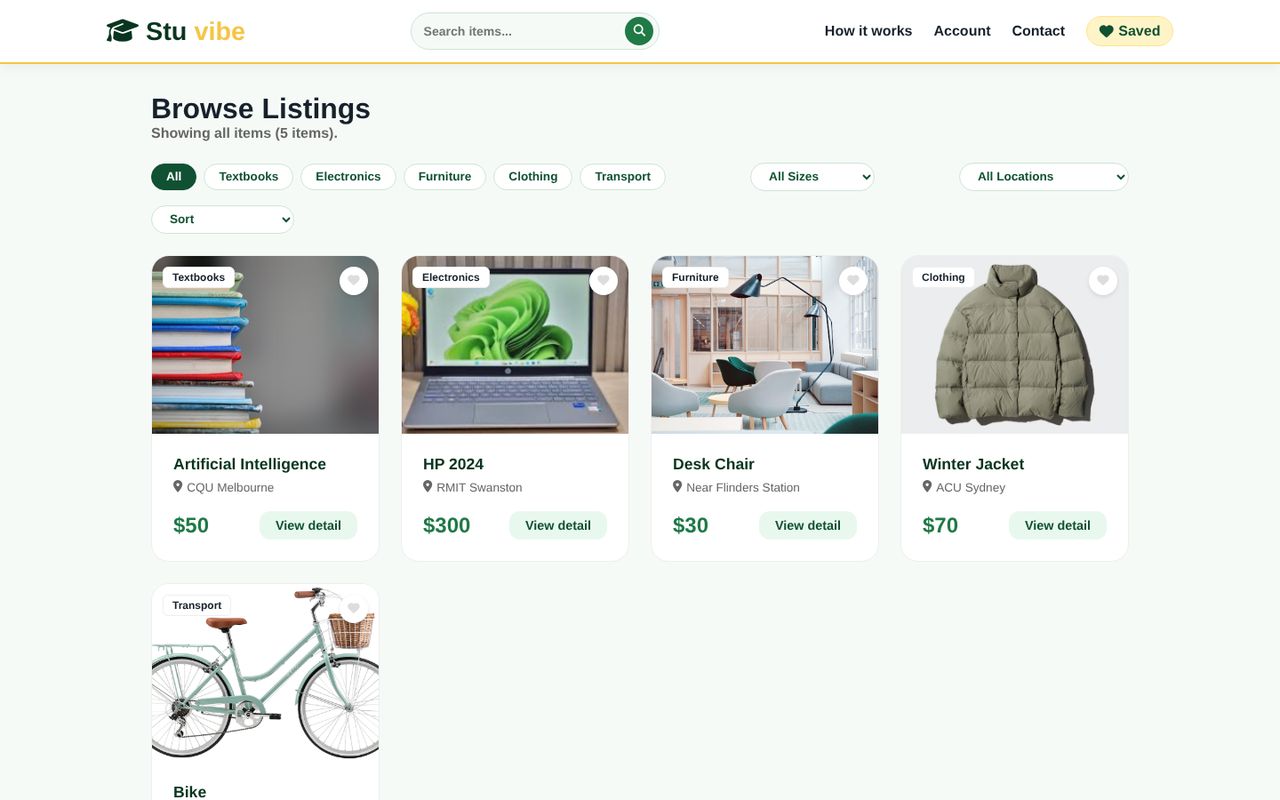 Stu vibe
Search items...
How it works
Account
Contact
Saved
Browse Listings
Showing all items (5 items).
All
Textbooks
Electronics
Furniture
Clothing
Transport
All Sizes
All Locations
Sort
Textbooks
Artificial Intelligence
CQU Melbourne
$50
View detail
Electronics
HP 2024
RMIT Swanston
$300
View detail
Furniture
Desk Chair
Near Flinders Station
$30
View detail
Clothing
Winter Jacket
ACU Sydney
$70
View detail
Transport
Bike